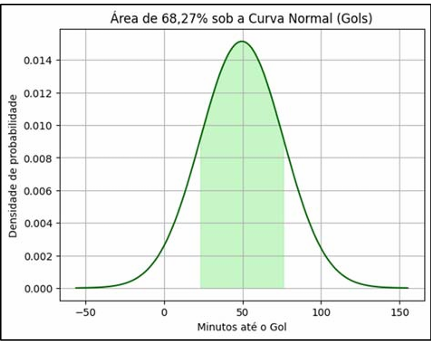 Área de 68,27% sob a Curva Normal (Gols)
Densidade de probabilidade
0.014
0.012
0.010
0.008
0.006
0.004
0.002
0.000
−50 0 50 100 150
Minutos até o Gol